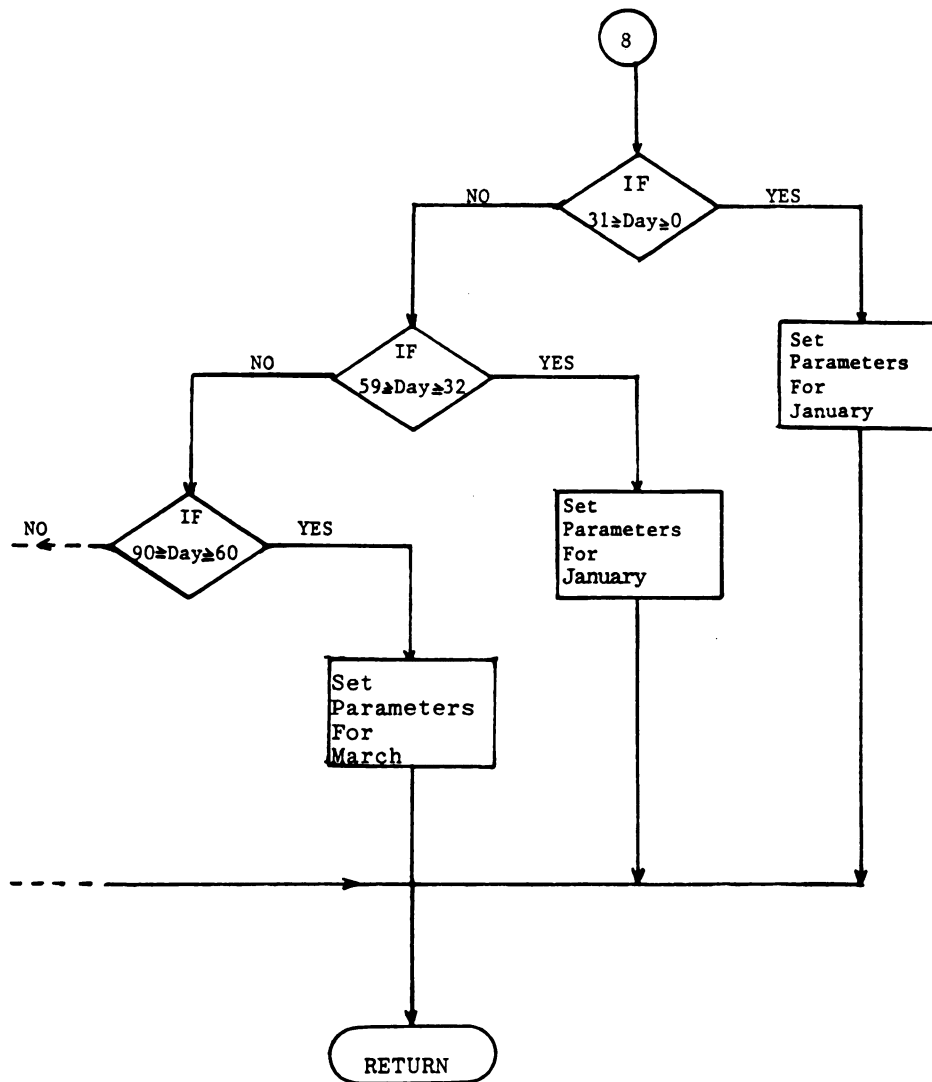 8
IF
31≧Day≧0
NO
YES
Set
Parameters
For
January
IF
59≧Day≧32
NO
YES
Set
Parameters
For
January
IF
90≧Day≧60
NO
YES
Set
Parameters
For
March
RETURN